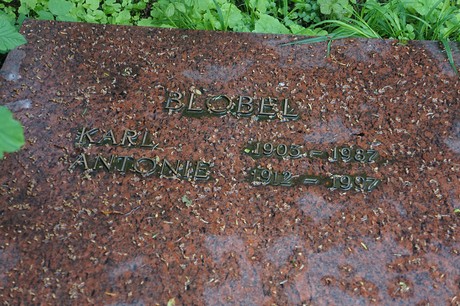 BLOBEL
KARL 1905 – 1987
ANTONIE 1912 – 1987